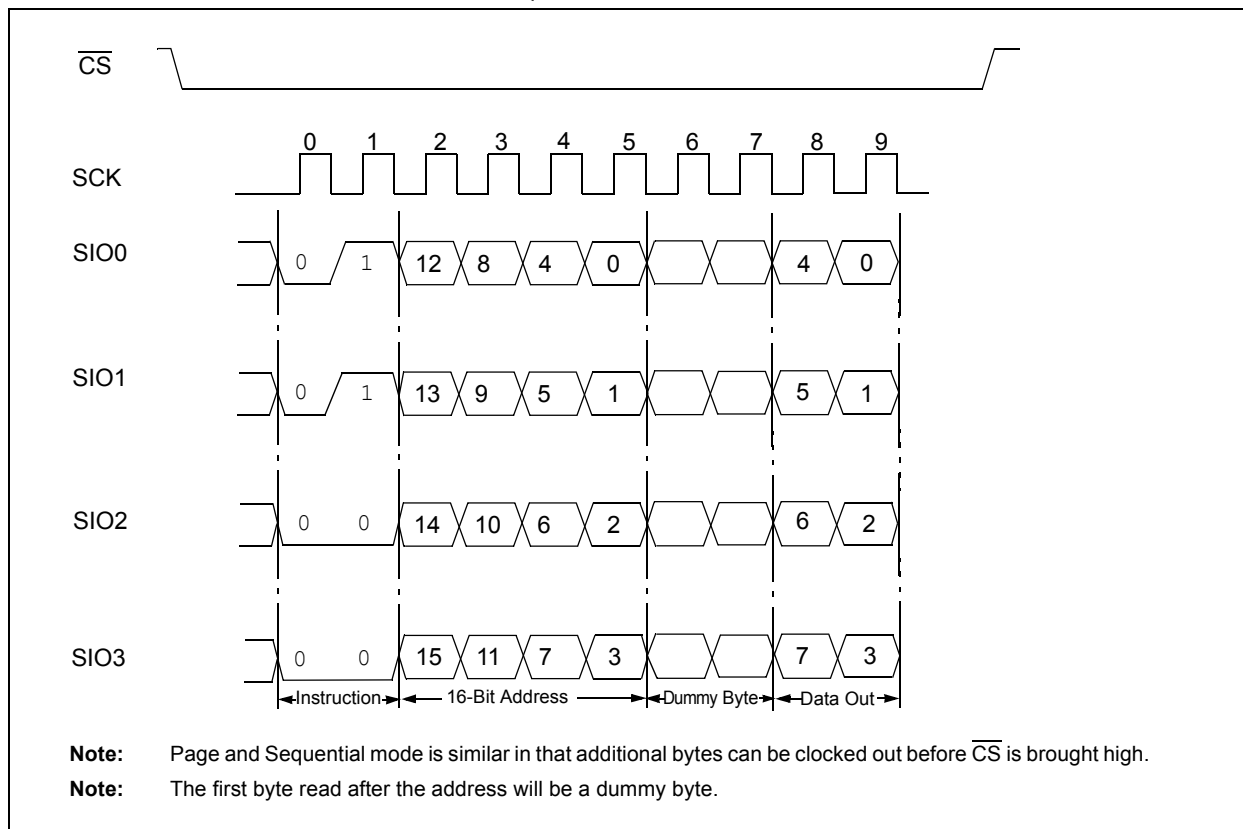 CS
0 1 2 3 4 5 6 7 8 9
SCK
SIO0 0 1 12 8 4 0 4 0
SIO1 0 1 13 9 5 1 5 1
SIO2 0 0 14 10 6 2 6 2
SIO3 0 0 15 11 7 3 7 3
Instruction 16-Bit Address Dummy Byte Data Out
Note: Page and Sequential mode is similar in that additional bytes can be clocked out before CS is brought high.
Note: The first byte read after the address will be a dummy byte.